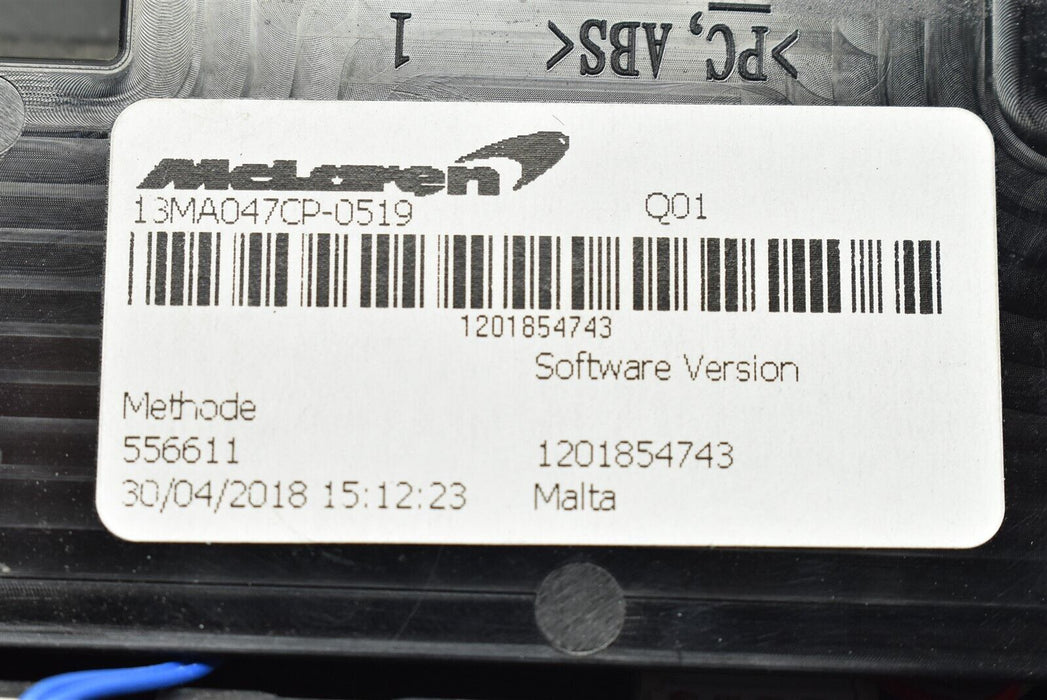 >PC, ABS<
1
McLaren
13MA047CP-0519 Q01
1201854743
Software Version
Methode
556611 1201854743
30/04/2018 15:12:23 Malta